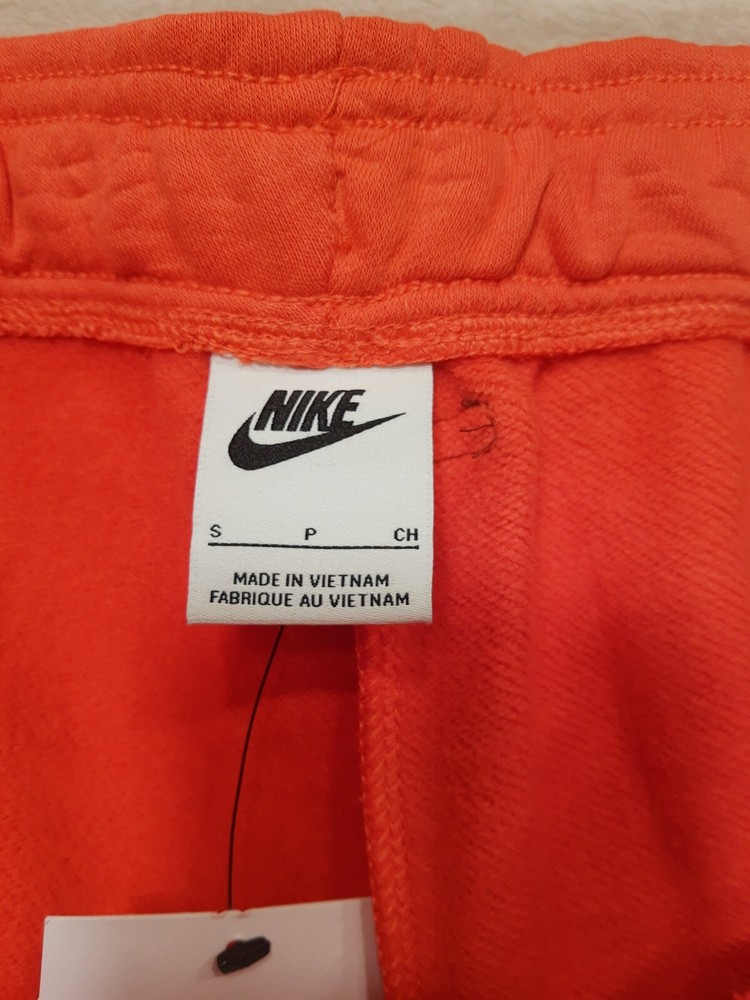 NIKE
S P CH
MADE IN VIETNAM
FABRIQUE AU VIETNAM